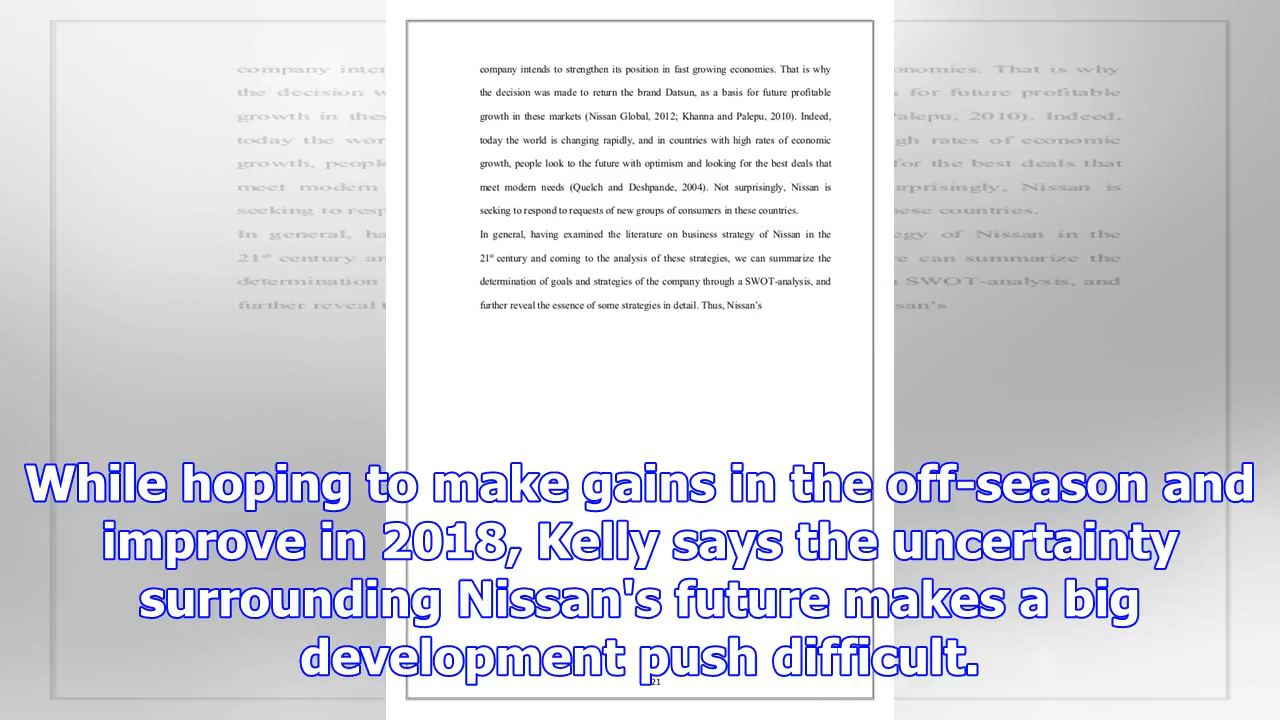 company intends to strengthen its position in fast growing economies. That is why
the decision was made to return the brand Datsun, as a basis for future profitable
growth in these markets (Nissan Global, 2012; Khanna and Palepu, 2010). Indeed,
today the world is changing rapidly, and in countries with high rates of economic
growth, people look to the future with optimism and looking for the best deals that
meet modern needs (Quelch and Deshpande, 2004). Not surprisingly, Nissan is
seeking to respond to requests of new groups of consumers in these countries.
In general, having examined the literature on business strategy of Nissan in the
21st century and coming to the analysis of these strategies, we can summarize the
determination of goals and strategies of the company through a SWOT-analysis, and
further reveal the essence of some strategies in detail. Thus, Nissan's
While hoping to make gains in the off-season and
improve in 2018, Kelly says the uncertainty
surrounding Nissan's future makes a big
development push difficult.
21